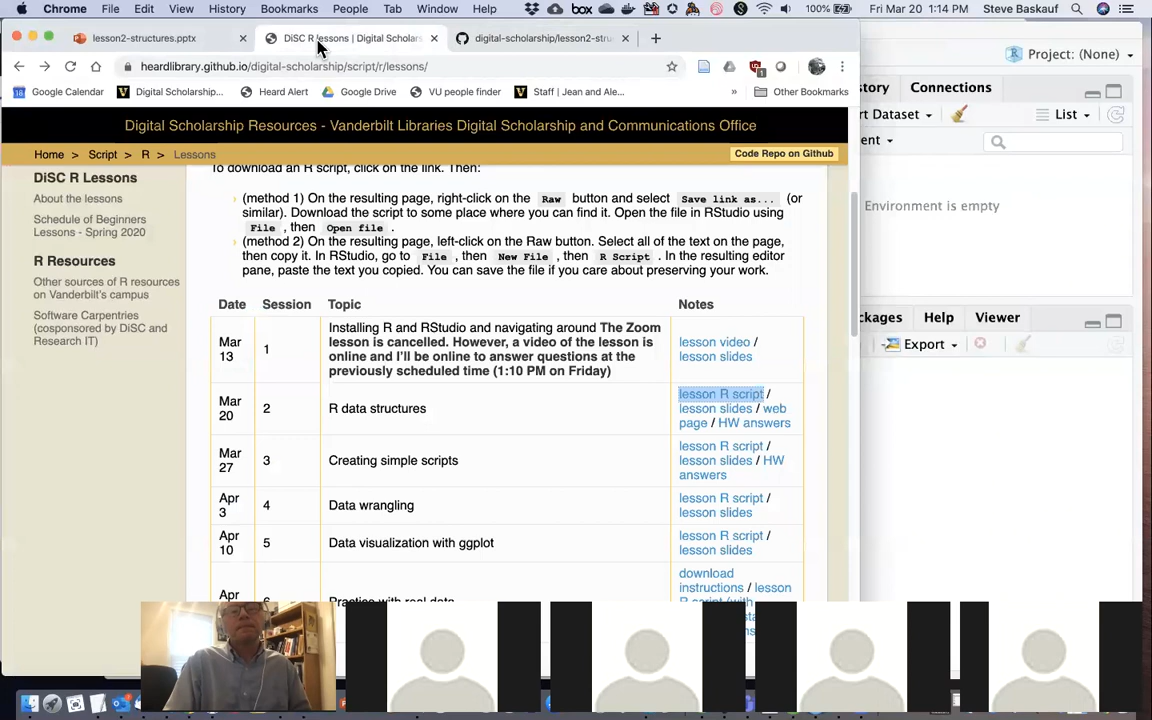 Chrome File Edit View History Bookmarks People Tab Window Help box 100% Fri Mar 20 1:14 PM Steve Baskauf
lesson2-structures.pptx DiSC R lessons | Digital Scholars digital-scholarship/lesson2-stru
Project: (None)
heardlibrary.github.io/digital-scholarship/script/r/lessons/
story Connections
Google Calendar Digital Scholarship... Heard Alert Google Drive VU people finder Staff | Jean and Ale... » Other Bookmarks
rt Dataset List
Digital Scholarship Resources - Vanderbilt Libraries Digital Scholarship and Communications Office
Home > Script > R > Lessons Code Repo on Github
DiSC R Lessons
About the lessons
Schedule of Beginners
Lessons - Spring 2020
R Resources
Other sources of R resources
on Vanderbilt's campus
Software Carpentries
(cosponsored by DiSC and
Research IT)
To download an R script, click on the link. Then:
(method 1) On the resulting page, right-click on the Raw button and select Save link as... (or
similar). Download the script to some place where you can find it. Open the file in RStudio using
File , then Open file .
(method 2) On the resulting page, left-click on the Raw button. Select all of the text on the page,
then copy it. In RStudio, go to File , then New File , then R Script . In the resulting editor
pane, paste the text you copied. You can save the file if you care about preserving your work.
Date Session Topic Notes
Mar 13 1 Installing R and RStudio and navigating around The Zoom
lesson is cancelled. However, a video of the lesson is
online and I'll be online to answer questions at the
previously scheduled time (1:10 PM on Friday)
lesson video /
lesson slides
Mar 20 2 R data structures
lesson R script /
lesson slides / web
page / HW answers
Mar 27 3 Creating simple scripts
lesson R script /
lesson slides / HW
answers
Apr 3 4 Data wrangling
lesson R script /
lesson slides
Apr 10 5 Data visualization with ggplot
lesson R script /
lesson slides
Apr 6 Practice with real data
download
instructions / lesson
R script (with
ent
Environment is empty
ckages Help Viewer
Export